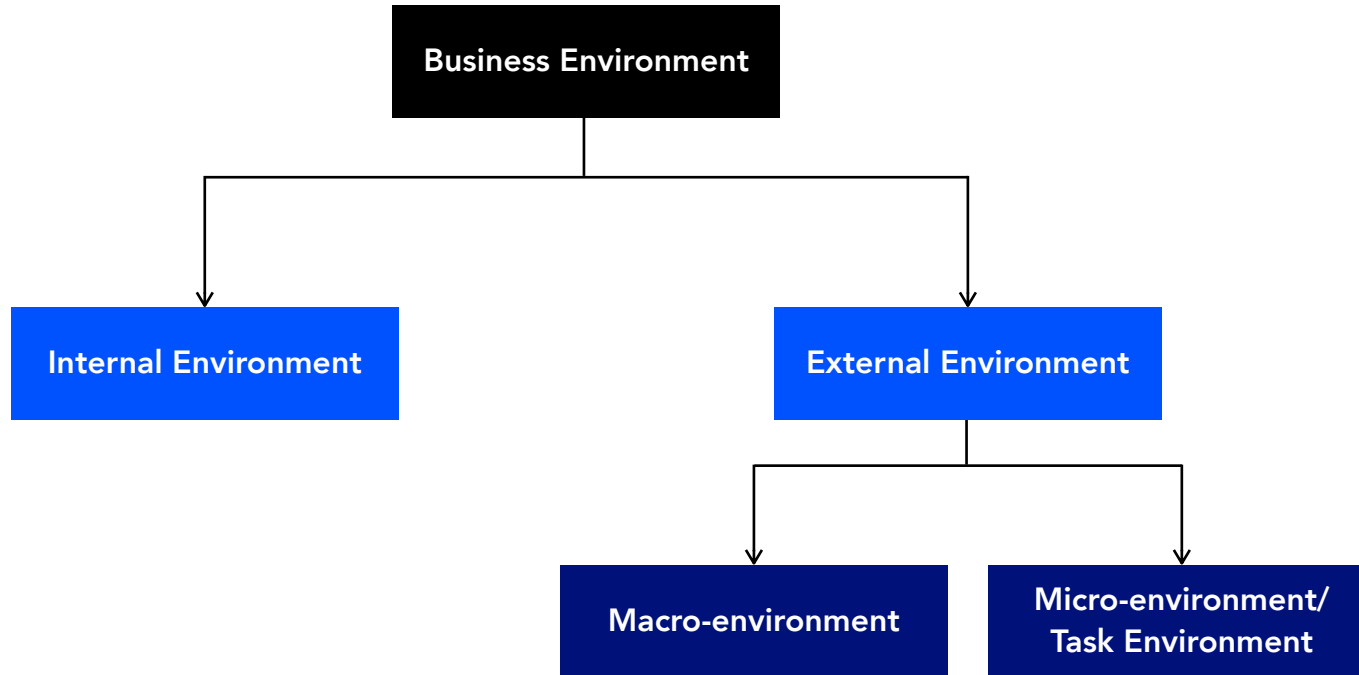 Business Environment
Internal Environment
External Environment
Macro-environment
Micro-environment/
Task Environment